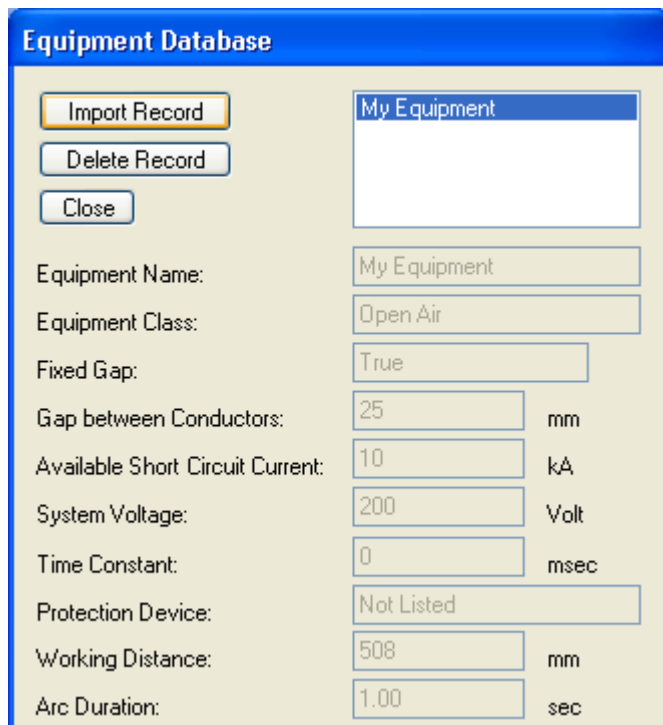 Equipment Database
Import Record
My Equipment
Delete Record
Close
Equipment Name: My Equipment
Equipment Class: Open Air
Fixed Gap: True
Gap between Conductors: 25 mm
Available Short Circuit Current: 10 kA
System Voltage: 200 Volt
Time Constant: 0 msec
Protection Device: Not Listed
Working Distance: 508 mm
Arc Duration: 1.00 sec